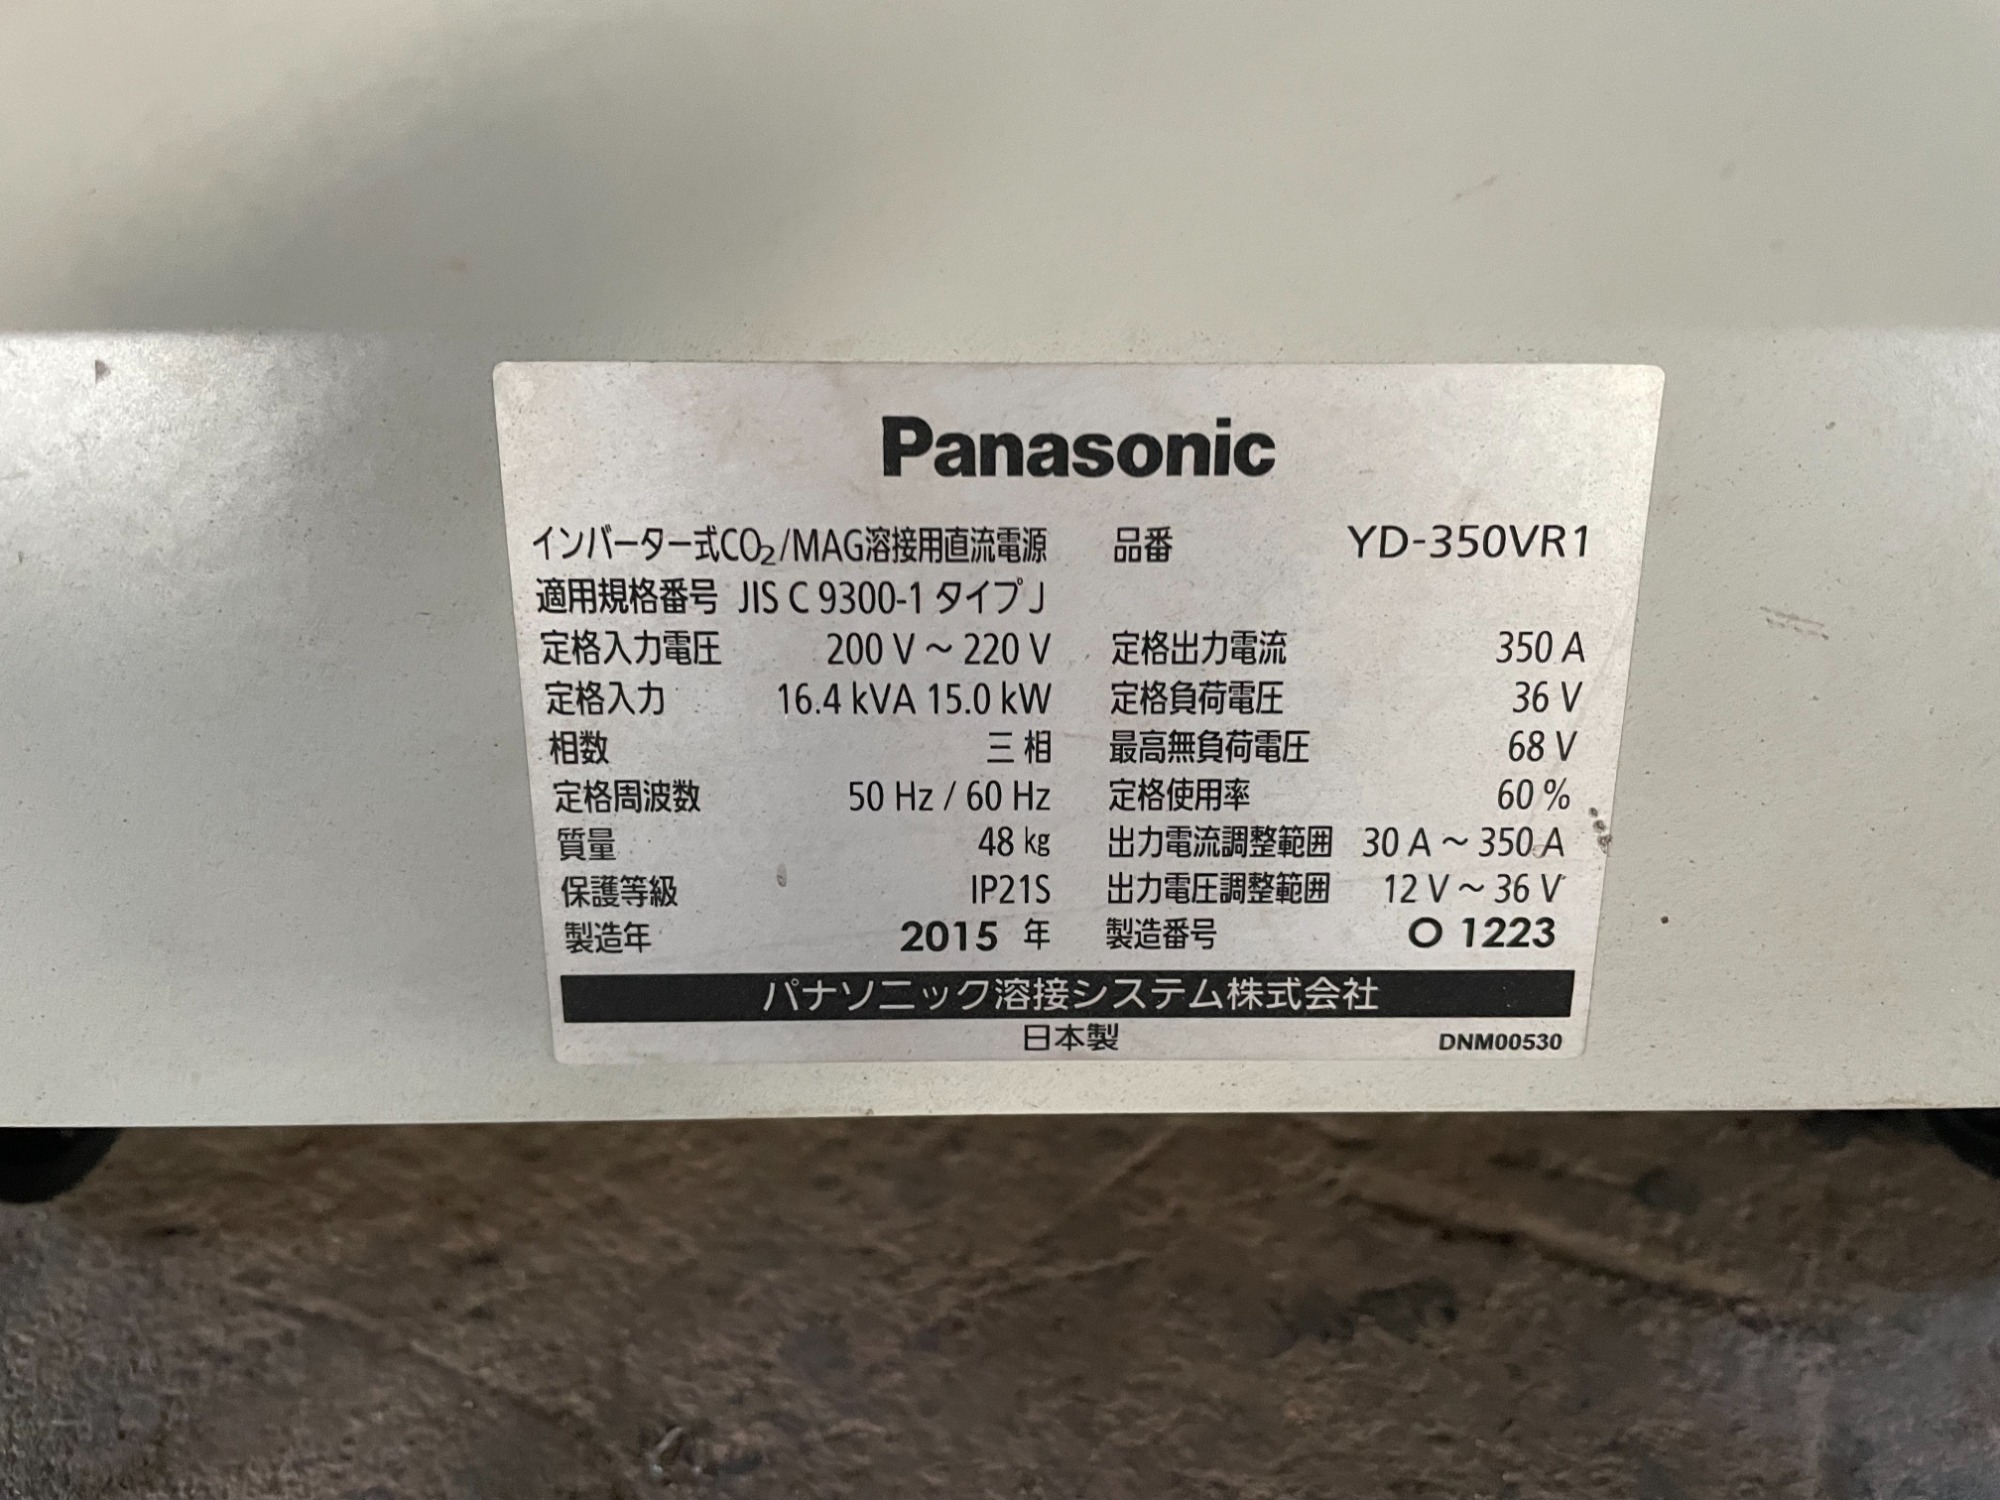 Panasonic
インバーター式CO₂/MAG溶接用直流電源 品番 YD-350VR1
適用規格番号 JIS C 9300-1 タイプJ
定格入力電圧 200 V ～ 220 V 定格出力電流 350 A
定格入力 16.4 kVA 15.0 kW 定格負荷電圧 36 V
相数 三相 最高無負荷電圧 68 V
定格周波数 50 Hz / 60 Hz 定格使用率 60 %
質量 48 kg 出力電流調整範囲 30 A ～ 350 A
保護等級 IP21S 出力電圧調整範囲 12 V ～ 36 V
製造年 2015 年 製造番号 O 1223
パナソニック溶接システム株式会社
日本製 DNM00530